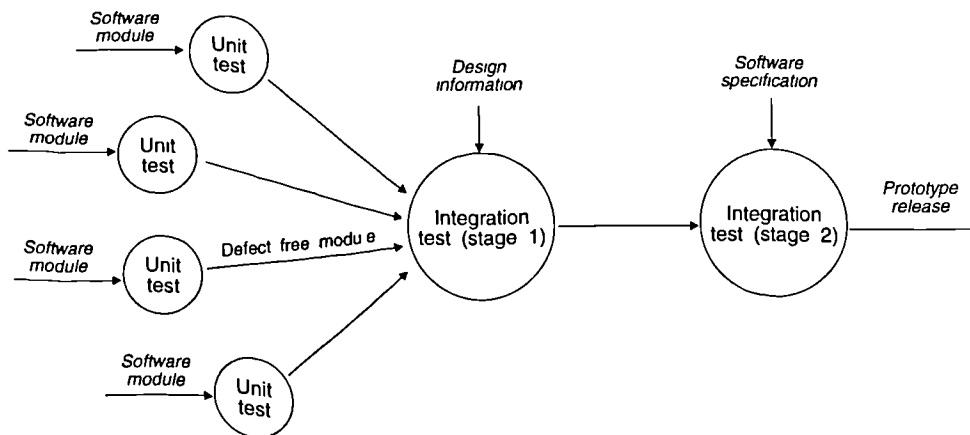 Software
module
Unit
test
Software
module
Unit
test
Software
module
Unit
test
Defect free modu e
Software
module
Unit
test
Design
information
Integration
test (stage 1)
Software
specification
Integration
test (stage 2)
Prototype
release